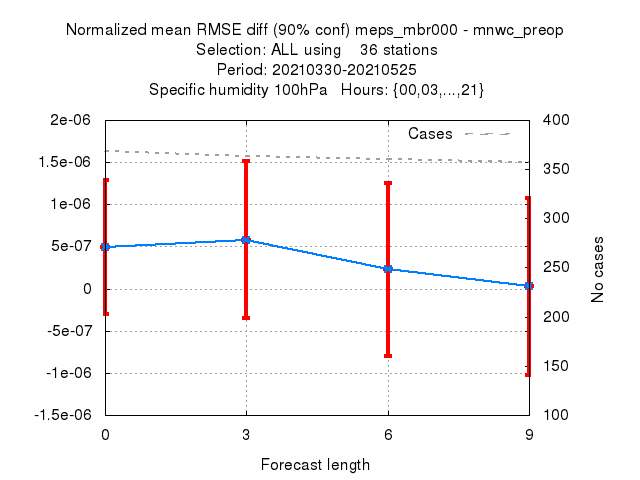 Normalized mean RMSE diff (90% conf) meps_mbr000 - mnwc_preop
Selection: ALL using    36 stations
Period: 20210330-20210525
Specific humidity 100hPa   Hours: {00,03,...,21}
2e-06
1.5e-06
1e-06
5e-07
0
-5e-07
-1e-06
-1.5e-06
Cases
400
350
300
250
200
150
100
No cases
0 3 6 9
Forecast length